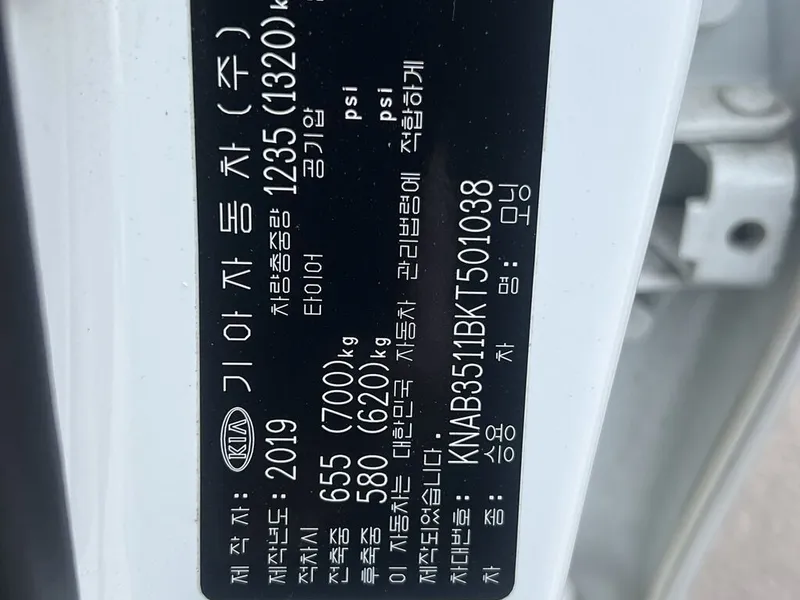 제 작 자 : KIA 기 아 자 동 차 ( 주 )
제작년도 : 2019 차량총중량 1235 (1320)
적차시 타이어 공기압
전축중 655 (700)kg psi
후축중 580 (620)kg psi
이 자동차는 대한민국 자동차 관리법령에 적합하게
제작되었습니다.
차대번호: KNAB3511BKT501038
차 종: 승용 차 명: 모닝